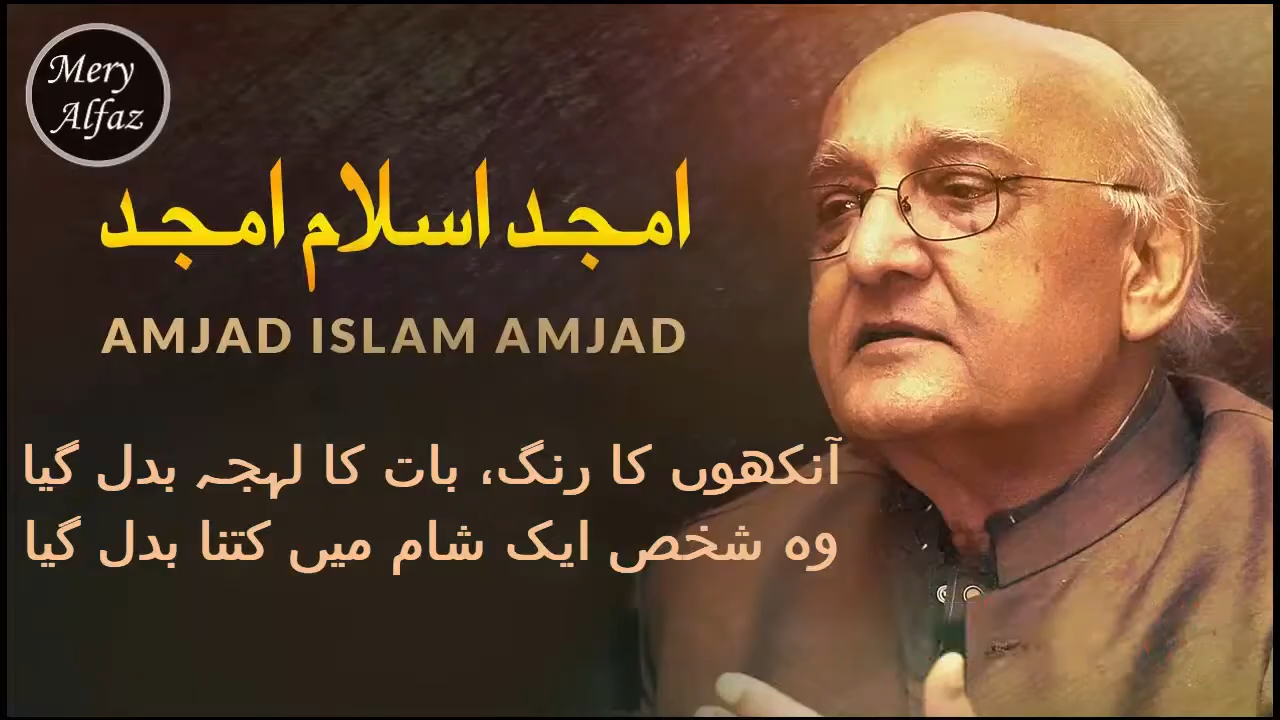 Mery
Alfaz
امجد اسلام امجد
AMJAD ISLAM AMJAD
آنکھوں کا رنگ، بات کا لہجہ بدل گیا
وہ شخص ایک شام میں کتنا بدل گیا